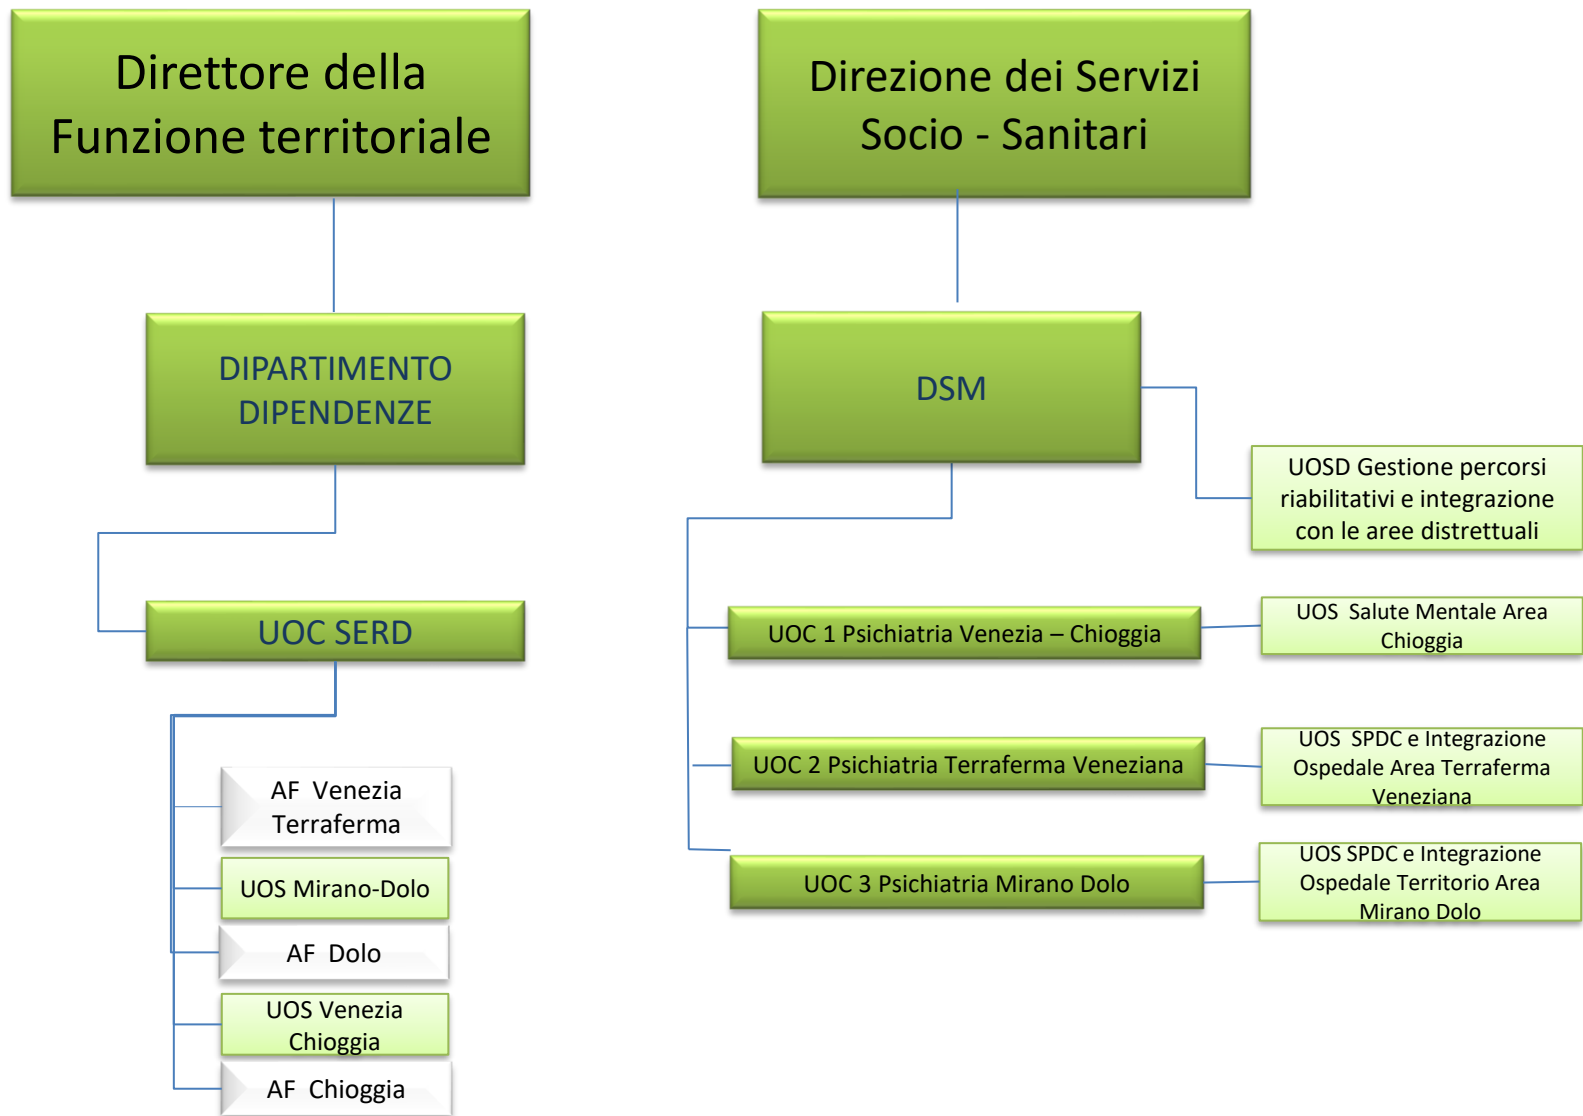 Direttore della
Funzione territoriale
DIPARTIMENTO
DIPENDENZE
UOC SERD
AF Venezia
Terraferma
UOS Mirano-Dolo
AF Dolo
UOS Venezia
Chioggia
AF Chioggia
Direzione dei Servizi
Socio - Sanitari
DSM
UOSD Gestione percorsi
riabilitativi e integrazione
con le aree distrettuali
UOC 1 Psichiatria Venezia – Chioggia
UOS Salute Mentale Area
Chioggia
UOC 2 Psichiatria Terraferma Veneziana
UOS SPDC e Integrazione
Ospedale Area Terraferma
Veneziana
UOC 3 Psichiatria Mirano Dolo
UOS SPDC e Integrazione
Ospedale Territorio Area
Mirano Dolo